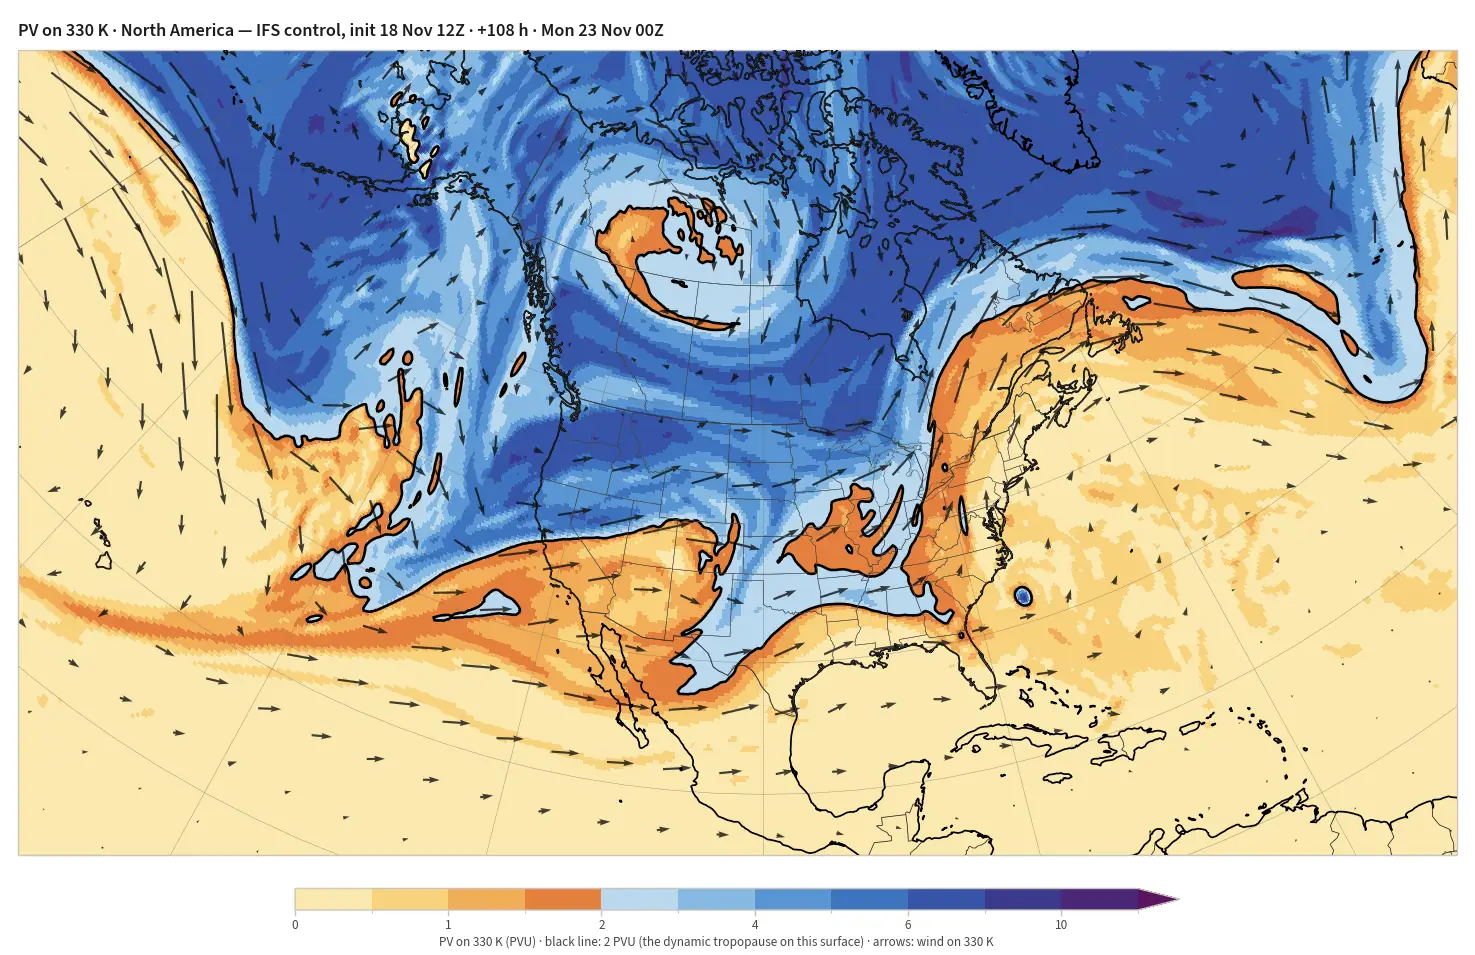 PV on 330 K · North America — IFS control, init 18 Nov 12Z · +108 h · Mon 23 Nov 00Z
0 1 2 4 6 10
PV on 330 K (PVU) · black line: 2 PVU (the dynamic tropopause on this surface) · arrows: wind on 330 K